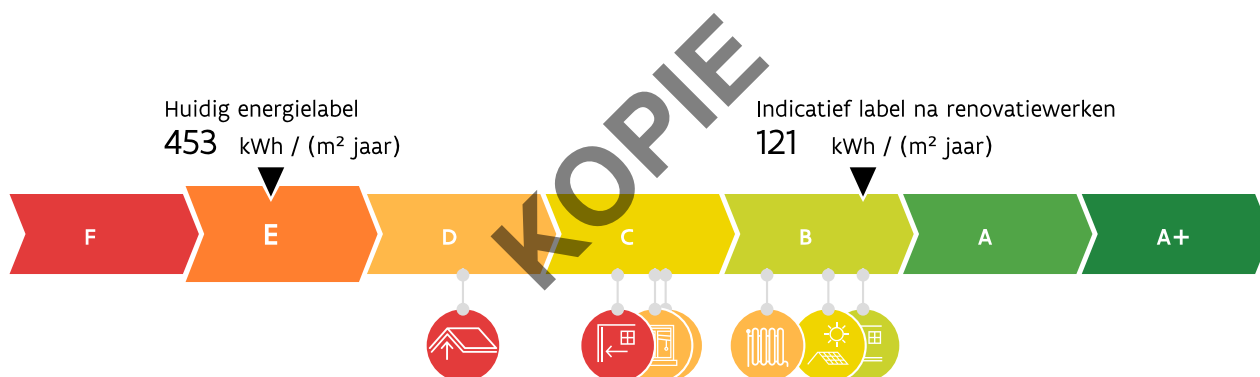 Huidig energielabel
453 kWh / (m² jaar)
Indicatief label na renovatiewerken
121 kWh / (m² jaar)
F E D C B A A+
KOPIE